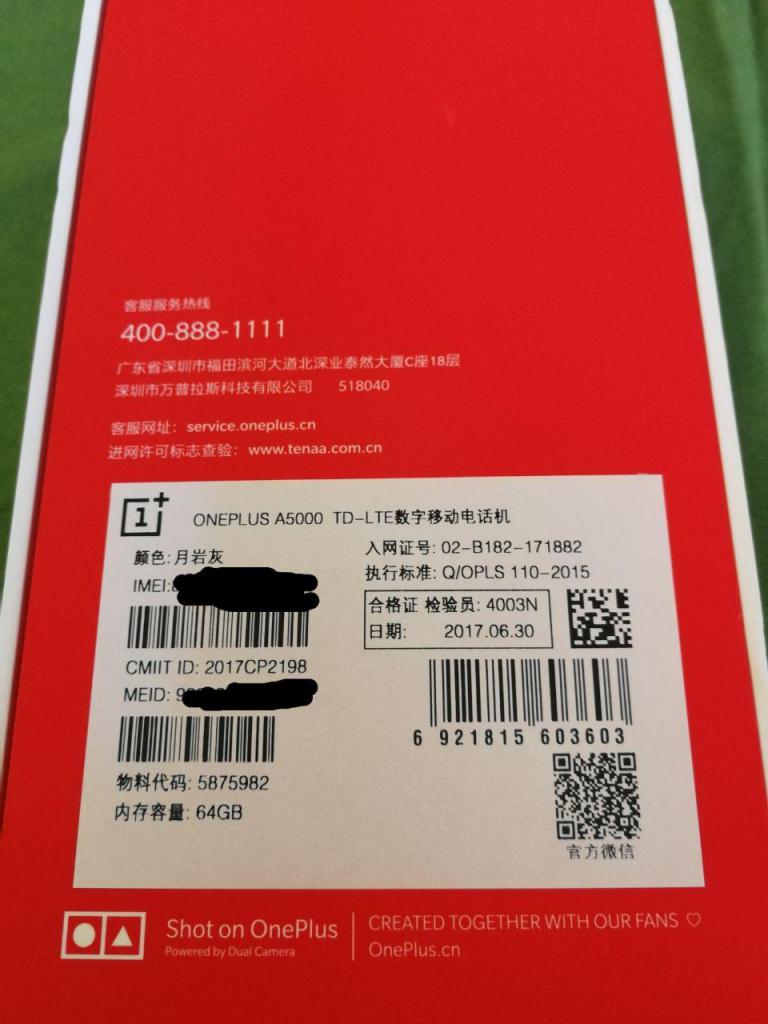 客服服务热线
400-888-1111
广东省深圳市福田滨河大道北深业泰然大厦C座18层
深圳市万普拉斯科技有限公司 518040
客服网址：service.oneplus.cn
进网许可标志查验：www.tenaa.com.cn
1+
ONEPLUS A5000 TD-LTE数字移动电话机
颜色:月岩灰
IMEI:
CMIIT ID: 2017CP2198
MEID: 9
物料代码: 5875982
内存容量: 64GB
入网证号: 02-B182-171882
执行标准: Q/OPLS 110-2015
合格证 检验员: 4003N
日期: 2017.06.30
6 921815 603603
官方微信
Shot on OnePlus
Powered by Dual Camera
CREATED TOGETHER WITH OUR FANS ♡
OnePlus.cn